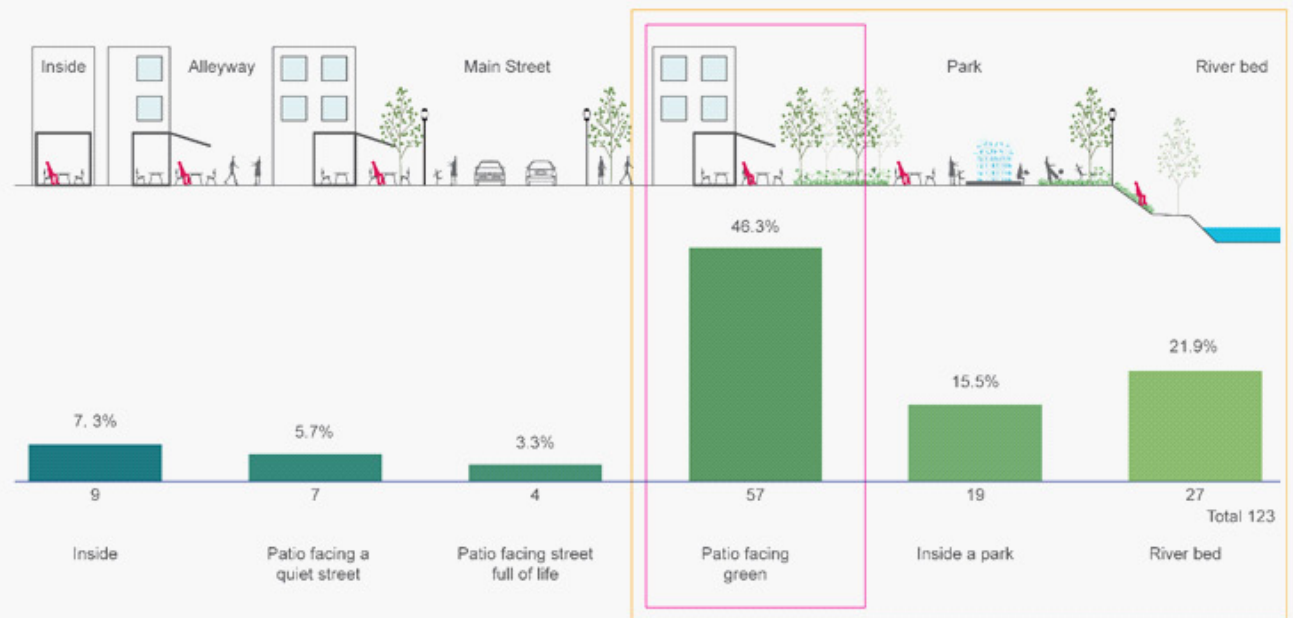 Inside
Alleyway
Main Street
Park
River bed
46.3%
21.9%
15.5%
7. 3%
5.7%
3.3%
9
7
4
57
19
27
Total 123
Inside
Patio facing a
quiet street
Patio facing street
full of life
Patio facing
green
Inside a park
River bed